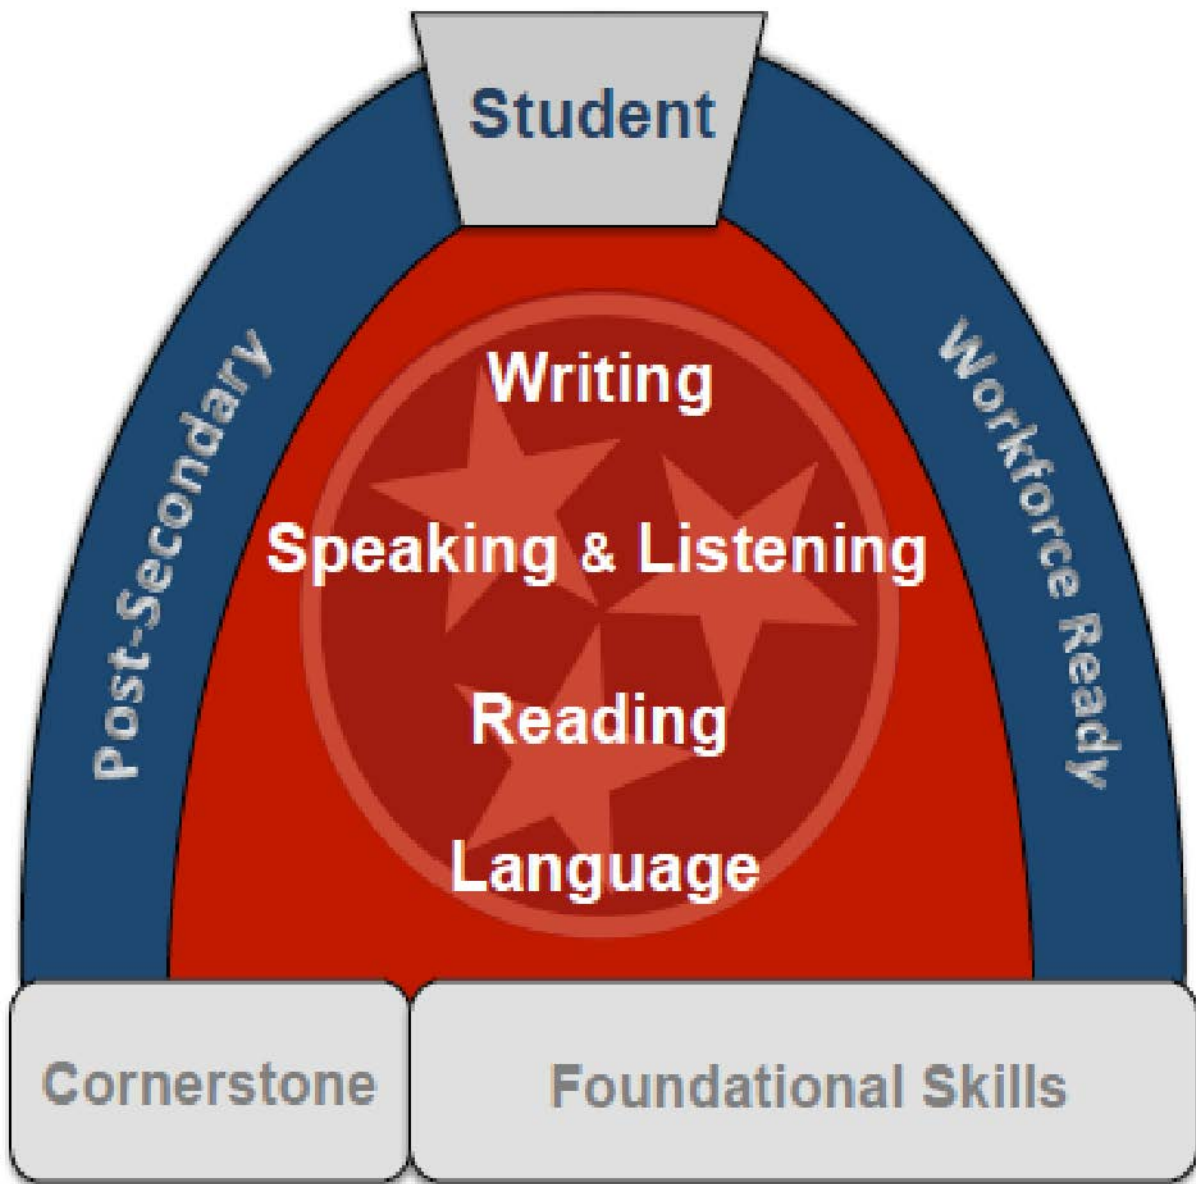 Student
Post-Secondary
Workforce Ready
Writing
Speaking & Listening
Reading
Language
Cornerstone
Foundational Skills